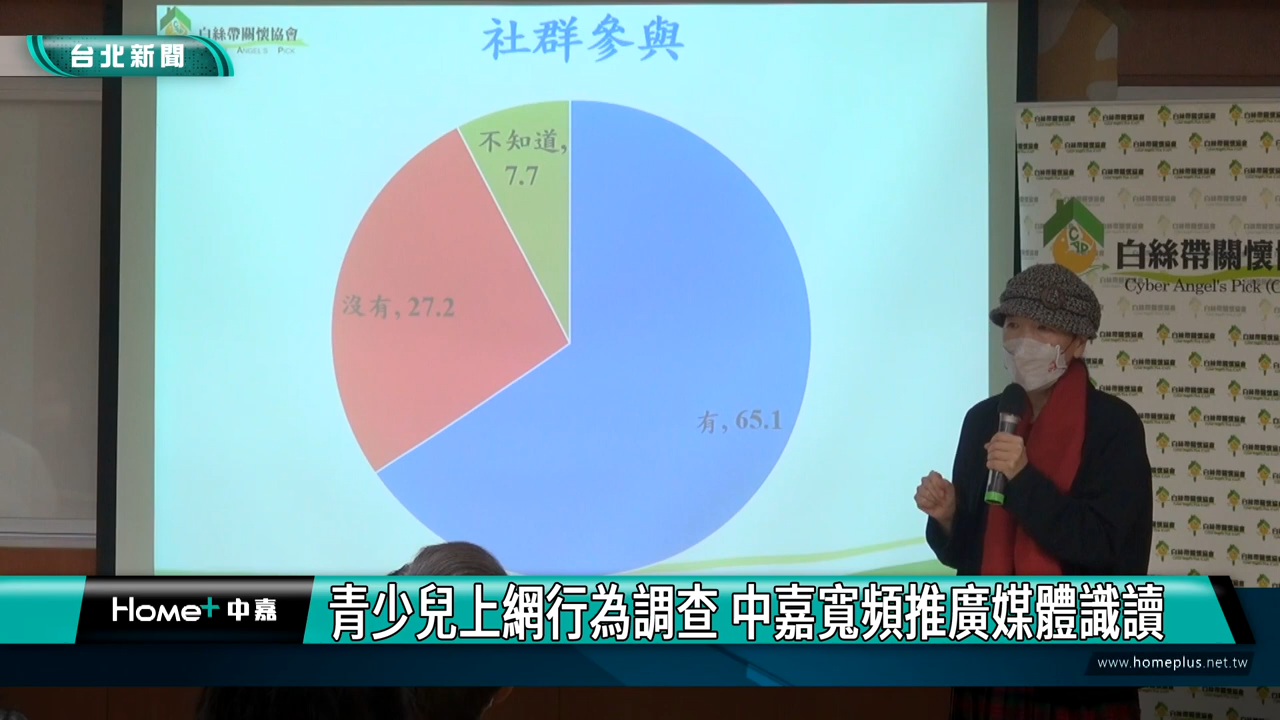 台北新聞
白絲帶關懷協會
ANGEL'S PICK
社群參與
不知道,
7.7
沒有, 27.2
有, 65.1
白絲帶關懷
Cyber Angel's Pick (C
Home+中嘉
青少兒上網行為調查 中嘉寬頻推廣媒體識讀
www.homeplus.net.tw